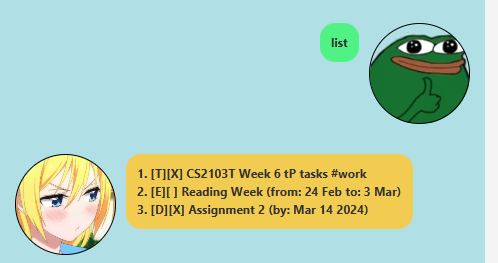 list
1. [T][X] CS2103T Week 6 tP tasks #work
2. [E][ ] Reading Week (from: 24 Feb to: 3 Mar)
3. [D][X] Assignment 2 (by: Mar 14 2024)